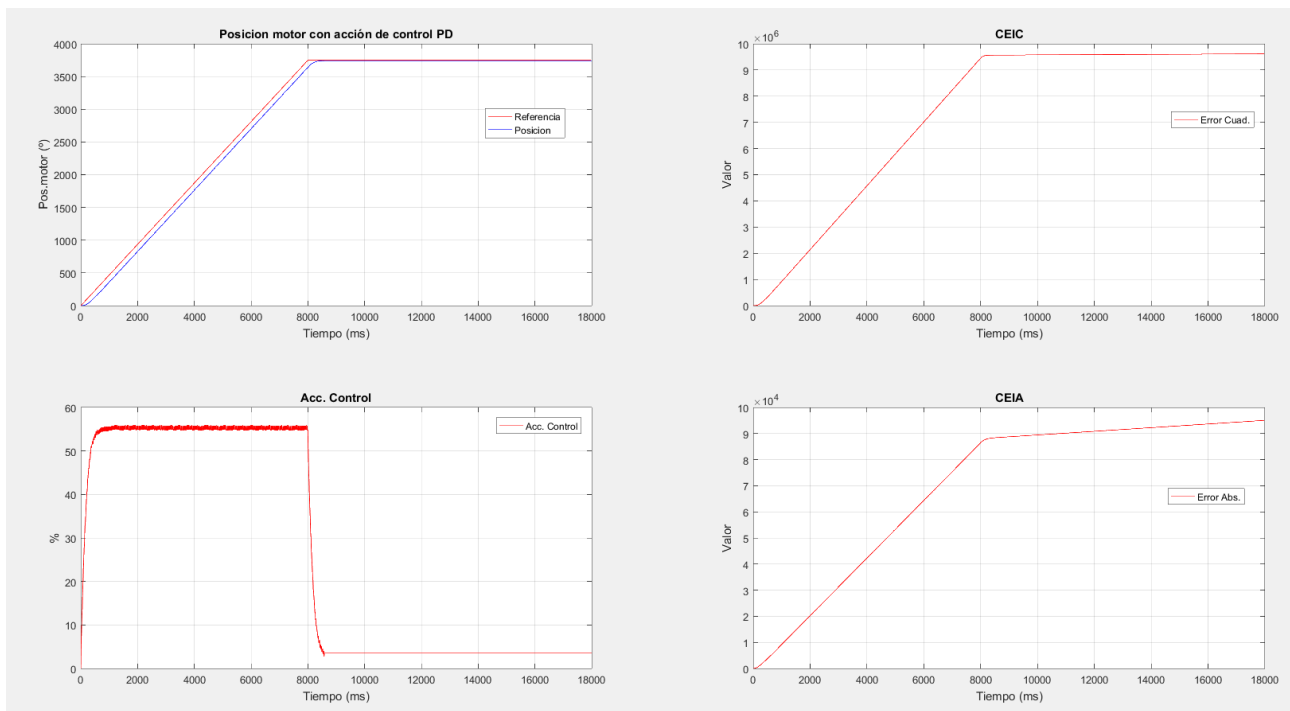 Posicion motor con acción de control PD
4000
3500
3000
2500
2000
1500
1000
500
0
Pos.motor (º)
Referencia
Posicion
0 2000 4000 6000 8000 10000 12000 14000 16000 18000
Tiempo (ms)
CEIC
×10^6
10
9
8
7
6
5
4
3
2
1
0
Valor
Error Cuad.
0 2000 4000 6000 8000 10000 12000 14000 16000 18000
Tiempo (ms)
Acc. Control
60
50
40
30
20
10
0
%
Acc. Control
0 2000 4000 6000 8000 10000 12000 14000 16000 18000
Tiempo (ms)
CEIA
×10^4
10
9
8
7
6
5
4
3
2
1
0
Valor
Error Abs.
0 2000 4000 6000 8000 10000 12000 14000 16000 18000
Tiempo (ms)